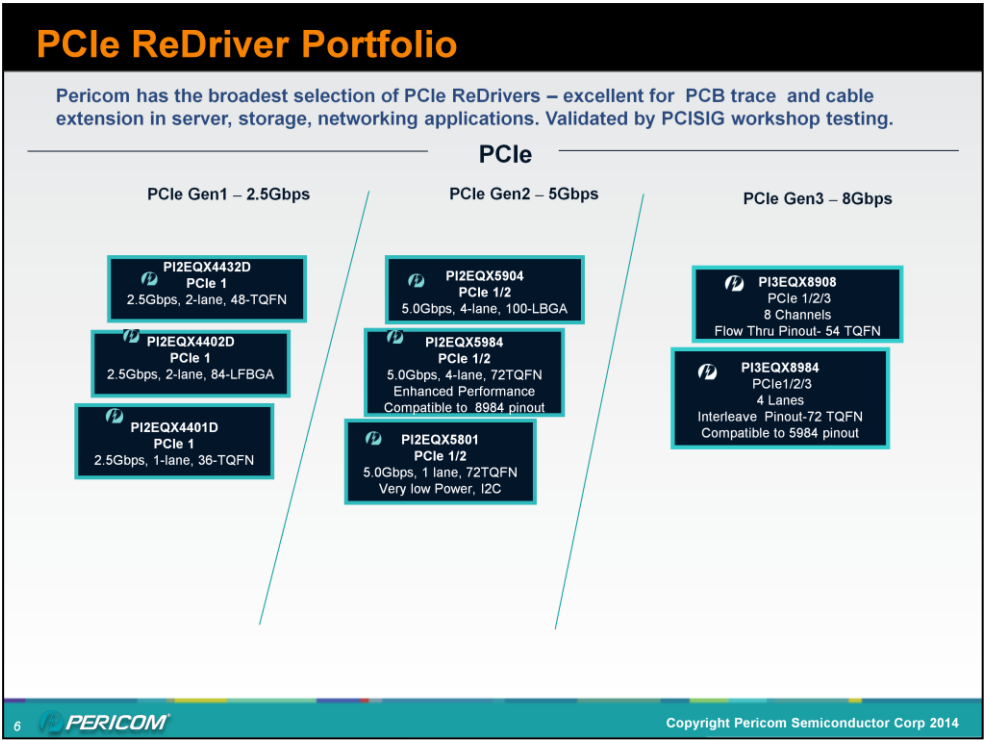 PCIe ReDriver Portfolio
Pericom has the broadest selection of PCIe ReDrivers – excellent for  PCB trace  and cable
extension in server, storage, networking applications. Validated by PCISIG workshop testing.
PCIe
PCIe Gen1 – 2.5Gbps
PI2EQX4432D
PCIe 1
2.5Gbps, 2-lane, 48-TQFN
PI2EQX4402D
PCIe 1
2.5Gbps, 2-lane, 84-LFBGA
PI2EQX4401D
PCIe 1
2.5Gbps, 1-lane, 36-TQFN
PCIe Gen2 – 5Gbps
PI2EQX5904
PCIe 1/2
5.0Gbps, 4-lane, 100-LBGA
PI2EQX5984
PCIe 1/2
5.0Gbps, 4-lane, 72TQFN
Enhanced Performance
Compatible to  8984 pinout
PI2EQX5801
PCIe 1/2
5.0Gbps, 1 lane, 72TQFN
Very low Power, I2C
PCIe Gen3 – 8Gbps
PI3EQX8908
PCIe 1/2/3
8 Channels
Flow Thru Pinout- 54 TQFN
PI3EQX8984
PCIe1/2/3
4 Lanes
Interleave  Pinout-72 TQFN
Compatible to 5984 pinout
6
PERICOM
Copyright Pericom Semiconductor Corp 2014